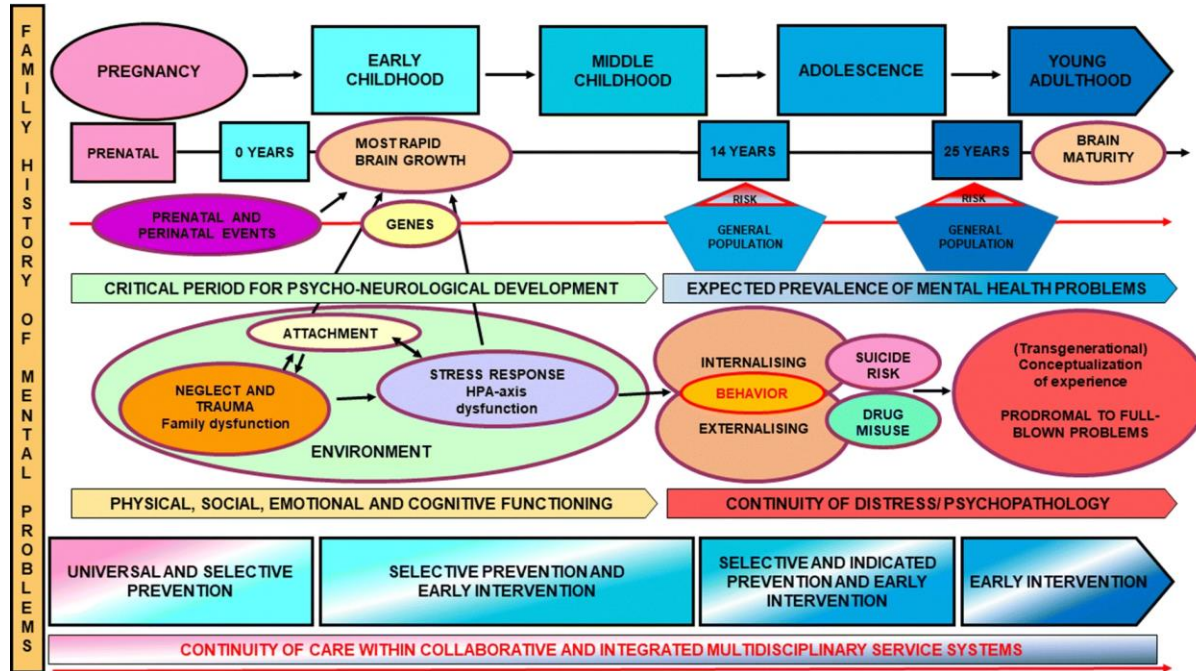 FAMILY HISTORY OF MENTAL PROBLEMS
PREGNANCY
EARLY
CHILDHOOD
MIDDLE
CHILDHOOD
ADOLESCENCE
YOUNG
ADULTHOOD
PRENATAL
0 YEARS
MOST RAPID
BRAIN GROWTH
14 YEARS
25 YEARS
BRAIN
MATURITY
PRENATAL AND
PERINATAL EVENTS
GENES
RISK
GENERAL
POPULATION
RISK
GENERAL
POPULATION
CRITICAL PERIOD FOR PSYCHO-NEUROLOGICAL DEVELOPMENT
EXPECTED PREVALENCE OF MENTAL HEALTH PROBLEMS
ATTACHMENT
NEGLECT AND
TRAUMA
Family dysfunction
STRESS RESPONSE
HPA-axis
dysfunction
ENVIRONMENT
INTERNALISING
BEHAVIOR
EXTERNALISING
SUICIDE
RISK
DRUG
MISUSE
(Transgenerational)
Conceptualization
of experience
PRODROMAL TO FULL-
BLOWN PROBLEMS
PHYSICAL, SOCIAL, EMOTIONAL AND COGNITIVE FUNCTIONING
CONTINUITY OF DISTRESS/ PSYCHOPATHOLOGY
UNIVERSAL AND SELECTIVE
PREVENTION
SELECTIVE PREVENTION AND
EARLY INTERVENTION
SELECTIVE AND INDICATED
PREVENTION AND EARLY
INTERVENTION
EARLY INTERVENTION
CONTINUITY OF CARE WITHIN COLLABORATIVE AND INTEGRATED MULTIDISCIPLINARY SERVICE SYSTEMS